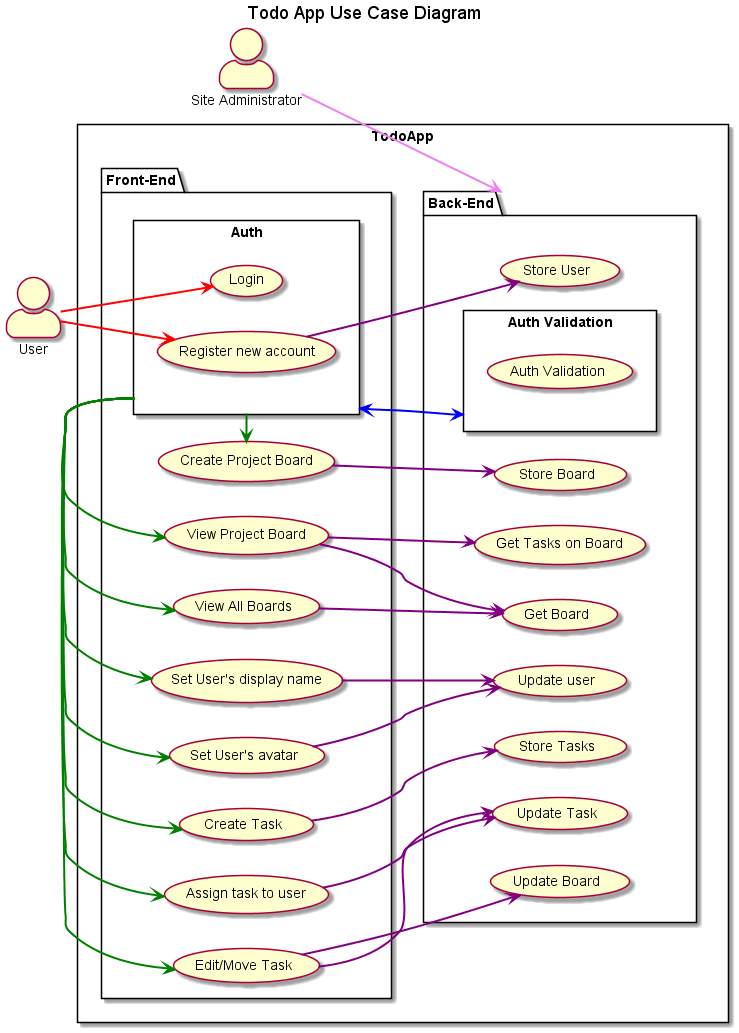 Todo App Use Case Diagram
Site Administrator
TodoApp
Front-End
Back-End
Auth
Login
Register new account
User
Store User
Auth Validation
Auth Validation
Create Project Board
Store Board
View Project Board
Get Tasks on Board
View All Boards
Get Board
Set User's display name
Update user
Set User's avatar
Store Tasks
Create Task
Update Task
Assign task to user
Update Board
Edit/Move Task